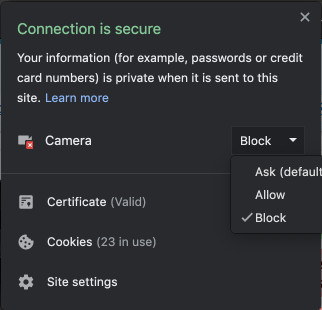 Connection is secure
Your information (for example, passwords or credit
card numbers) is private when it is sent to this
site. Learn more
Camera
Block
Ask (default
Allow
Block
Certificate (Valid)
Cookies (23 in use)
Site settings